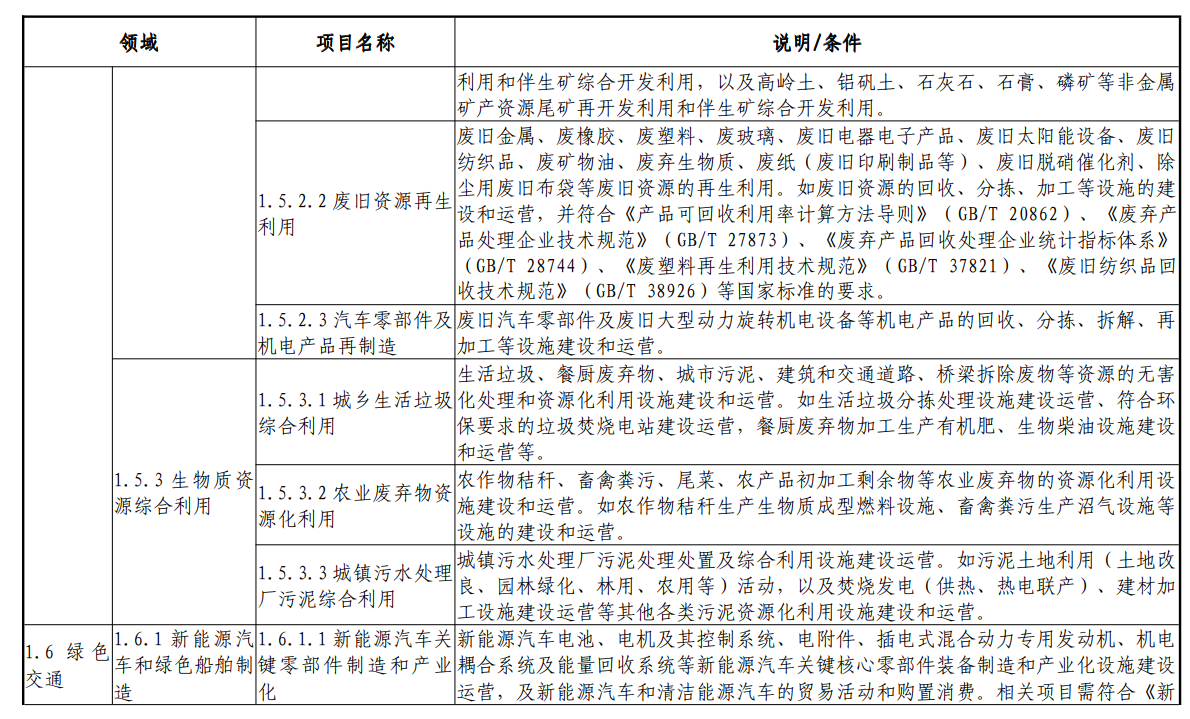 领域 项目名称 说明/条件
利用和伴生矿综合开发利用，以及高岭土、铝矾土、石灰石、石膏、磷矿等非金属
矿产资源尾矿再开发利用和伴生矿综合开发利用。
1.5.2.2 废旧资源再生
利用
废旧金属、废橡胶、废塑料、废玻璃、废旧电器电子产品、废旧太阳能设备、废旧
纺织品、废矿物油、废弃生物质、废纸（废旧印刷制品等）、废旧脱硝催化剂、除
尘用废旧布袋等废旧资源的再生利用。如废旧资源的回收、分拣、加工等设施的建
设和运营，并符合《产品可回收利用率计算方法导则》（GB/T 20862）、《废弃产
品处理企业技术规范》（GB/T 27873）、《废弃产品回收处理企业统计指标体系》
（GB/T 28744）、《废塑料再生利用技术规范》（GB/T 37821）、《废旧纺织品回
收技术规范》（GB/T 38926）等国家标准的要求。
1.5.2.3 汽车零部件及
机电产品再制造
废旧汽车零部件及废旧大型动力旋转机电设备等机电产品的回收、分拣、拆解、再
加工等设施建设和运营。
1.5.3 生物质资
源综合利用
1.5.3.1 城乡生活垃圾
综合利用
生活垃圾、餐厨废弃物、城市污泥、建筑和交通道路、桥梁拆除废物等资源的无害
化处理和资源化利用设施建设和运营。如生活垃圾分拣处理设施建设运营、符合环
保要求的垃圾焚烧电站建设运营，餐厨废弃物加工生产有机肥、生物柴油设施建设
和运营等。
1.5.3.2 农业废弃物资
源化利用
农作物秸秆、畜禽粪污、尾菜、农产品初加工剩余物等农业废弃物的资源化利用设
施建设和运营。如农作物秸秆生产生物质成型燃料设施、畜禽粪污生产沼气设施等
设施的建设和运营。
1.5.3.3 城镇污水处理
厂污泥综合利用
城镇污水处理厂污泥处理处置及综合利用设施建设运营。如污泥土地利用（土地改
良、园林绿化、林用、农用等）活动，以及焚烧发电（供热、热电联产）、建材加
工设施建设运营等其他各类污泥资源化利用设施建设和运营。
1.6 绿色
交通
1.6.1 新能源汽
车和绿色船舶制
造
1.6.1.1 新能源汽车关
键零部件制造和产业
化
新能源汽车电池、电机及其控制系统、电附件、插电式混合动力专用发动机、机电
耦合系统及能量回收系统等新能源汽车关键核心零部件装备制造和产业化设施建设
运营，及新能源汽车和清洁能源汽车的贸易活动和购置消费。相关项目需符合《新